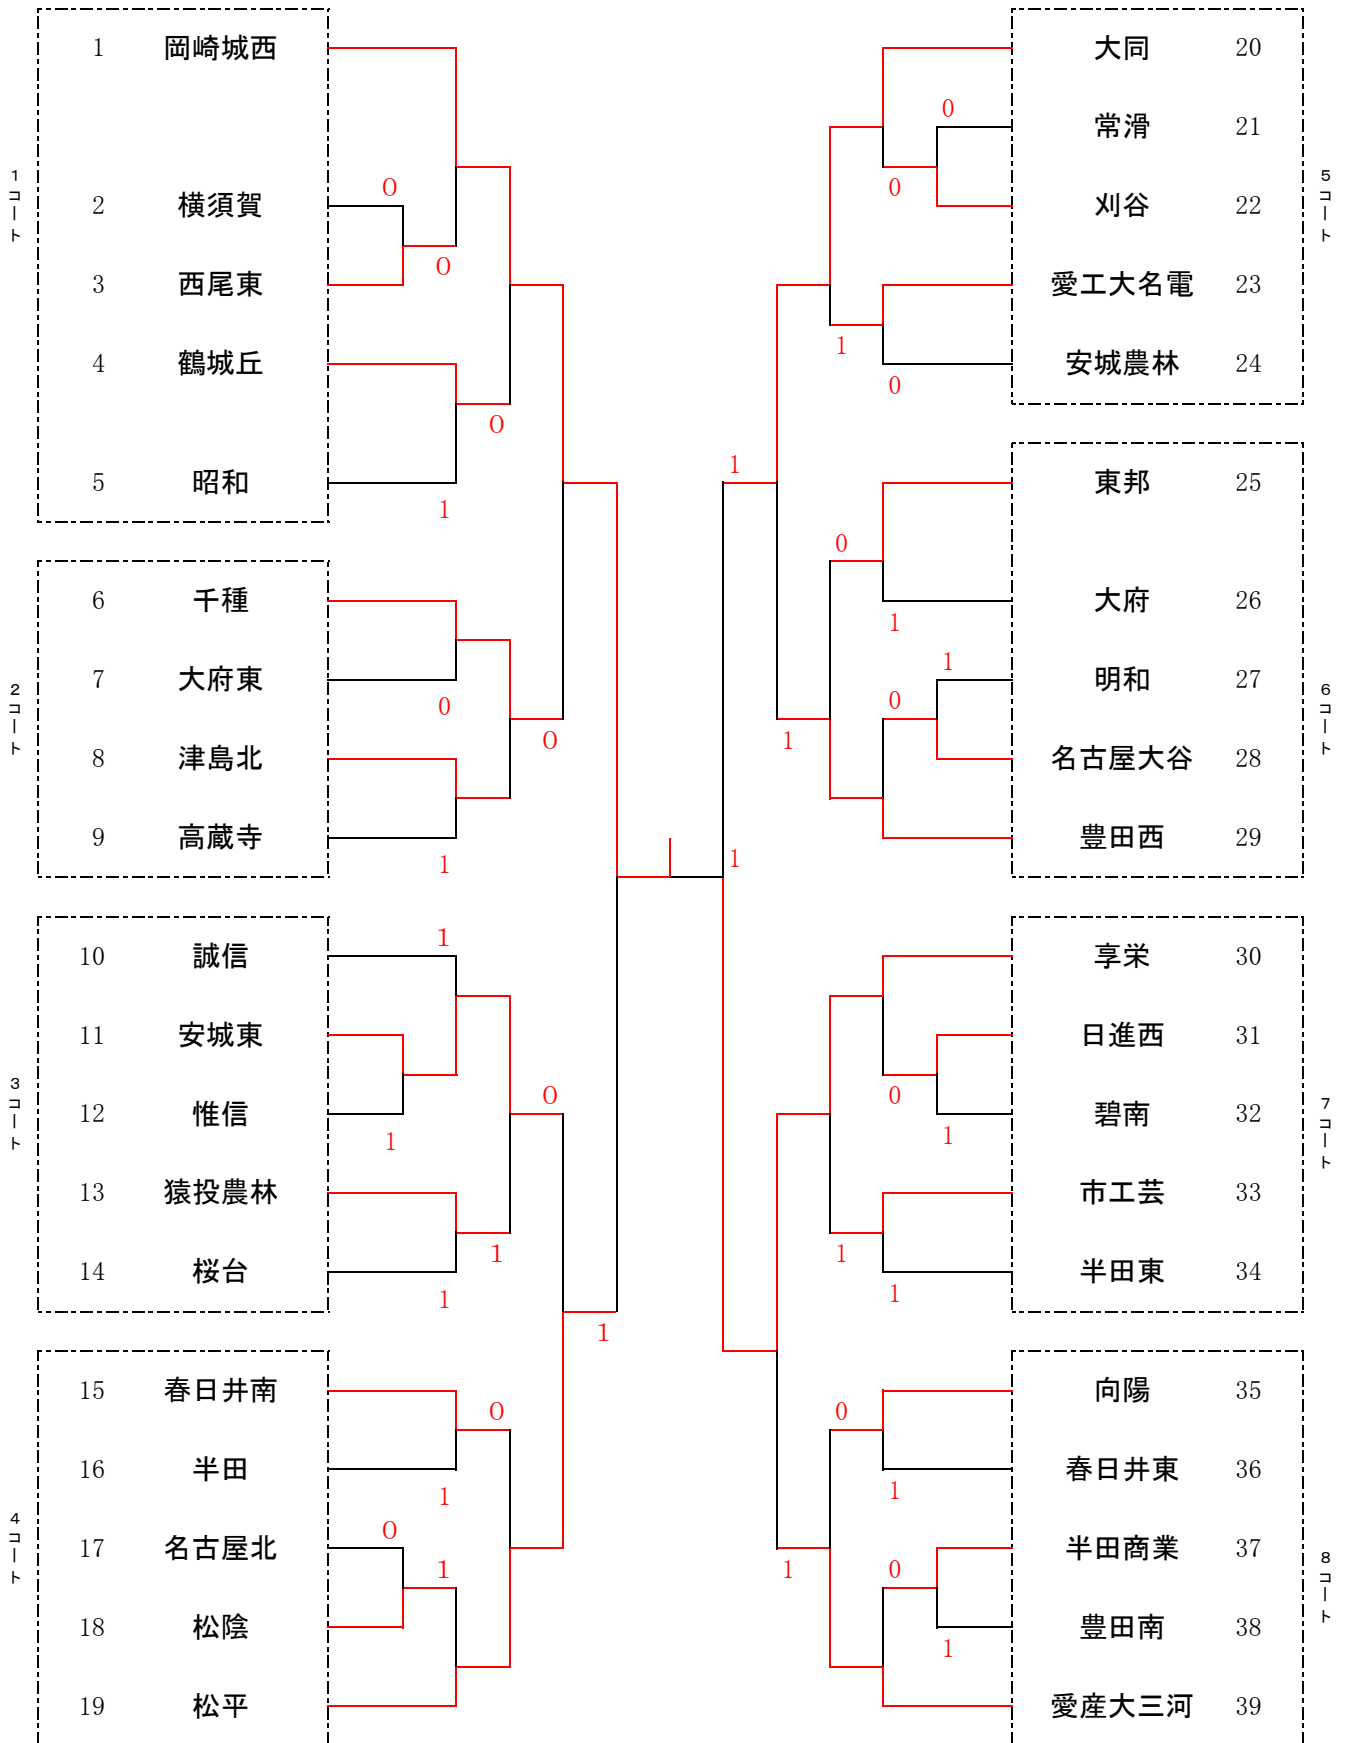 1コート
1 岡崎城西
2 横須賀
3 西尾東
4 鶴城丘
5 昭和
0
0
0
1
2コート
6 千種
7 大府東
8 津島北
9 高蔵寺
0
0
1
3コート
10 誠信
11 安城東
12 惟信
13 猿投農林
14 桜台
1
0
1
1
1
1
4コート
15 春日井南
16 半田
17 名古屋北
18 松陰
19 松平
0
1
0
1
5コート
大同 20
常滑 21
刈谷 22
愛工大名電 23
安城農林 24
0
0
1
0
1
6コート
東邦 25
大府 26
明和 27
名古屋大谷 28
豊田西 29
0
1
1
0
1
1
7コート
享栄 30
日進西 31
碧南 32
市工芸 33
半田東 34
0
1
1
1
8コート
向陽 35
春日井東 36
半田商業 37
豊田南 38
愛産大三河 39
0
1
0
1
1